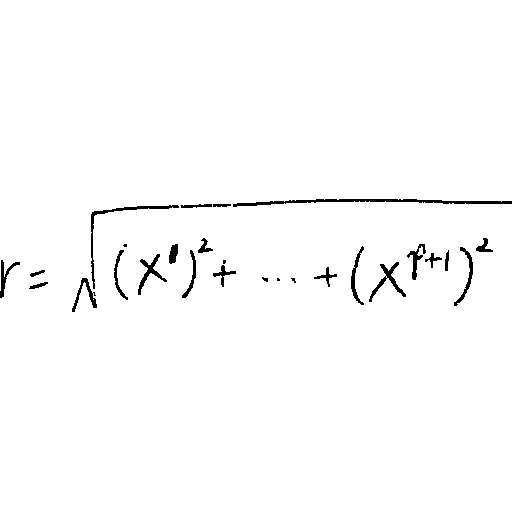 r = \sqrt{(x^1)^2 + \cdots + (x^{p+1})^2}